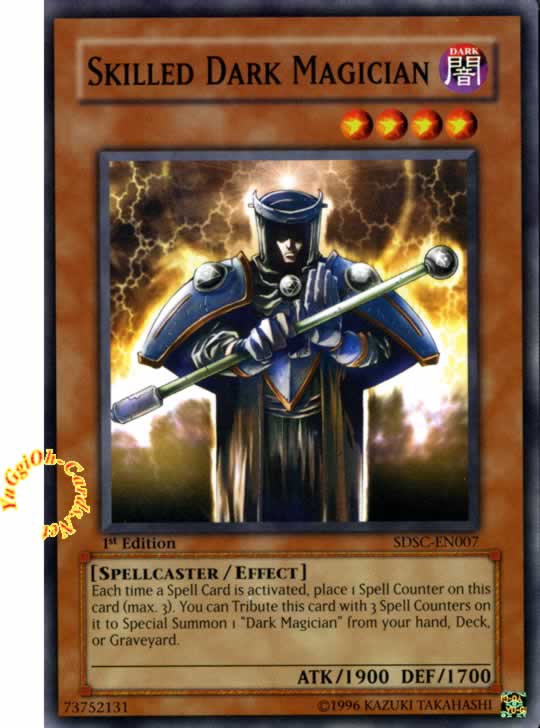 SKILLED DARK MAGICIAN
DARK
闇
YuGgiOh-Cards.Net
1st Edition
SDSC-EN007
[SPELLCASTER / EFFECT]
Each time a Spell Card is activated, place 1 Spell Counter on this
card (max. 3). You can Tribute this card with 3 Spell Counters on
it to Special Summon 1 "Dark Magician" from your hand, Deck,
or Graveyard.
ATK/1900 DEF/1700
73752131
©1996 KAZUKI TAKAHASHI